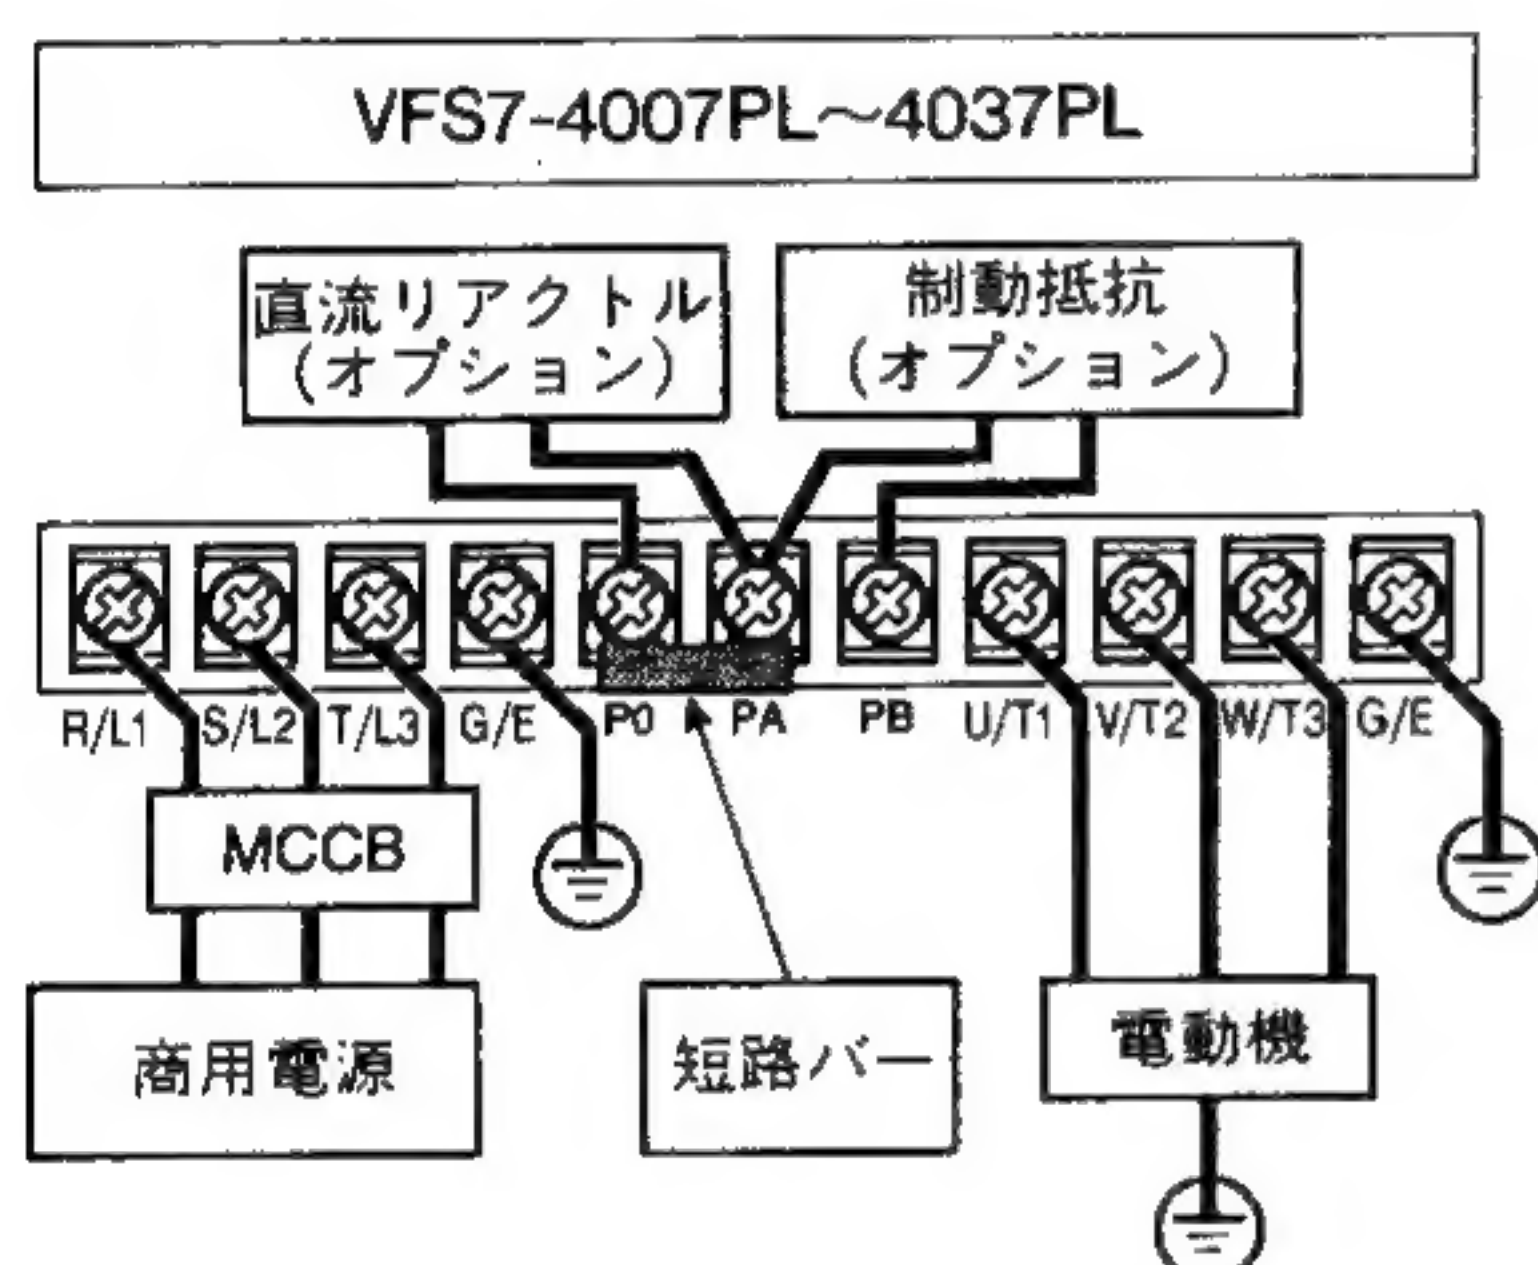 VFS7-4007PL～4037PL
直流リアクトル
(オプション)
制動抵抗
(オプション)
R/L1 S/L2 T/L3 G/E P0 PA PB U/T1 V/T2 W/T3 G/E
MCCB
商用電源
短路バー
電動機